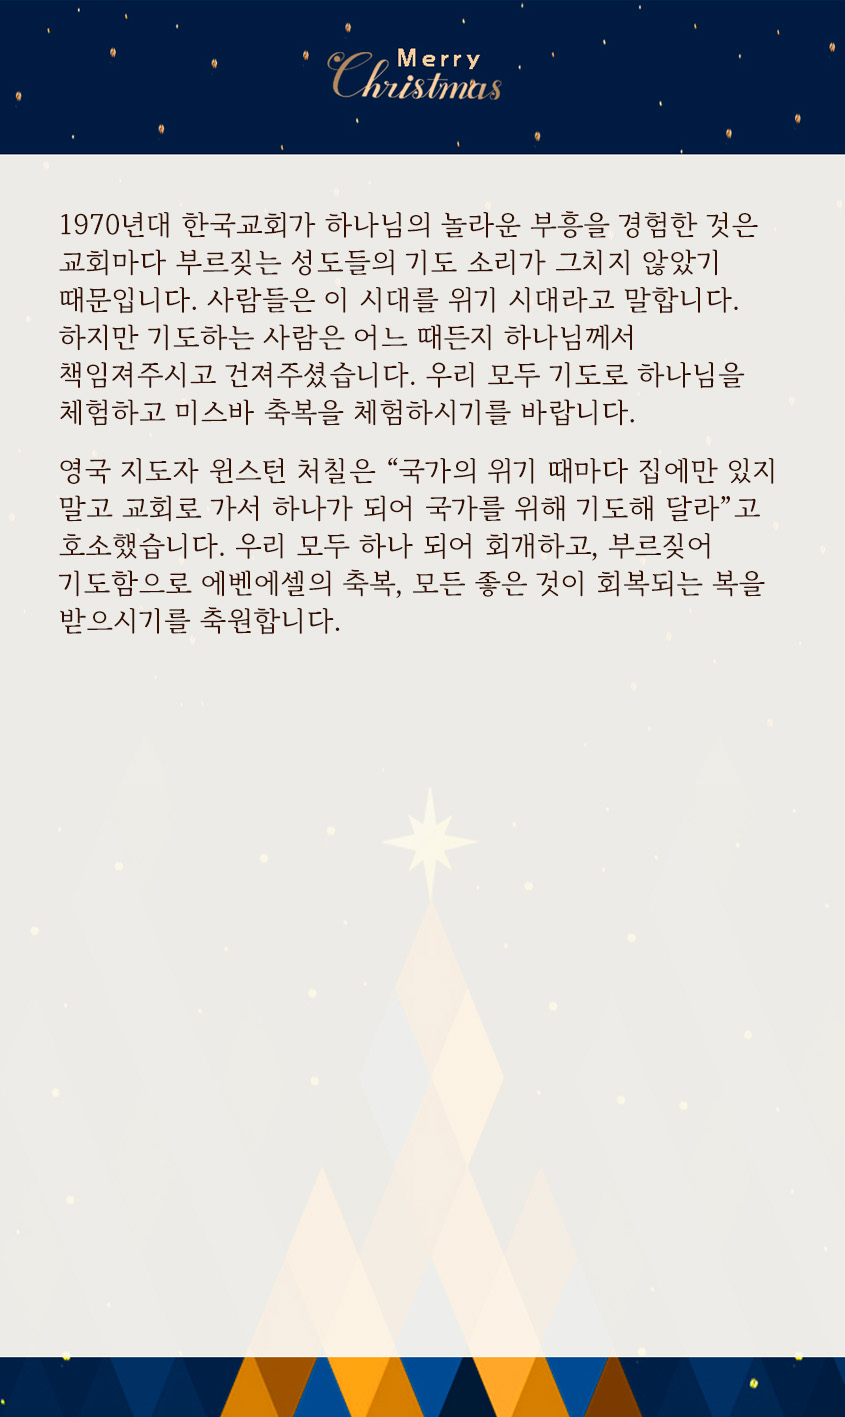 Merry
Christmas
1970년대 한국교회가 하나님의 놀라운 부흥을 경험한 것은
교회마다 부르짖는 성도들의 기도 소리가 그치지 않았기
때문입니다. 사람들은 이 시대를 위기 시대라고 말합니다.
하지만 기도하는 사람은 어느 때든지 하나님께서
책임져주시고 건져주셨습니다. 우리 모두 기도로 하나님을
체험하고 미스바 축복을 체험하시기를 바랍니다.
영국 지도자 윈스턴 처칠은 “국가의 위기 때마다 집에만 있지
말고 교회로 가서 하나가 되어 국가를 위해 기도해 달라”고
호소했습니다. 우리 모두 하나 되어 회개하고, 부르짖어
기도함으로 에벤에셀의 축복, 모든 좋은 것이 회복되는 복을
받으시기를 축원합니다.